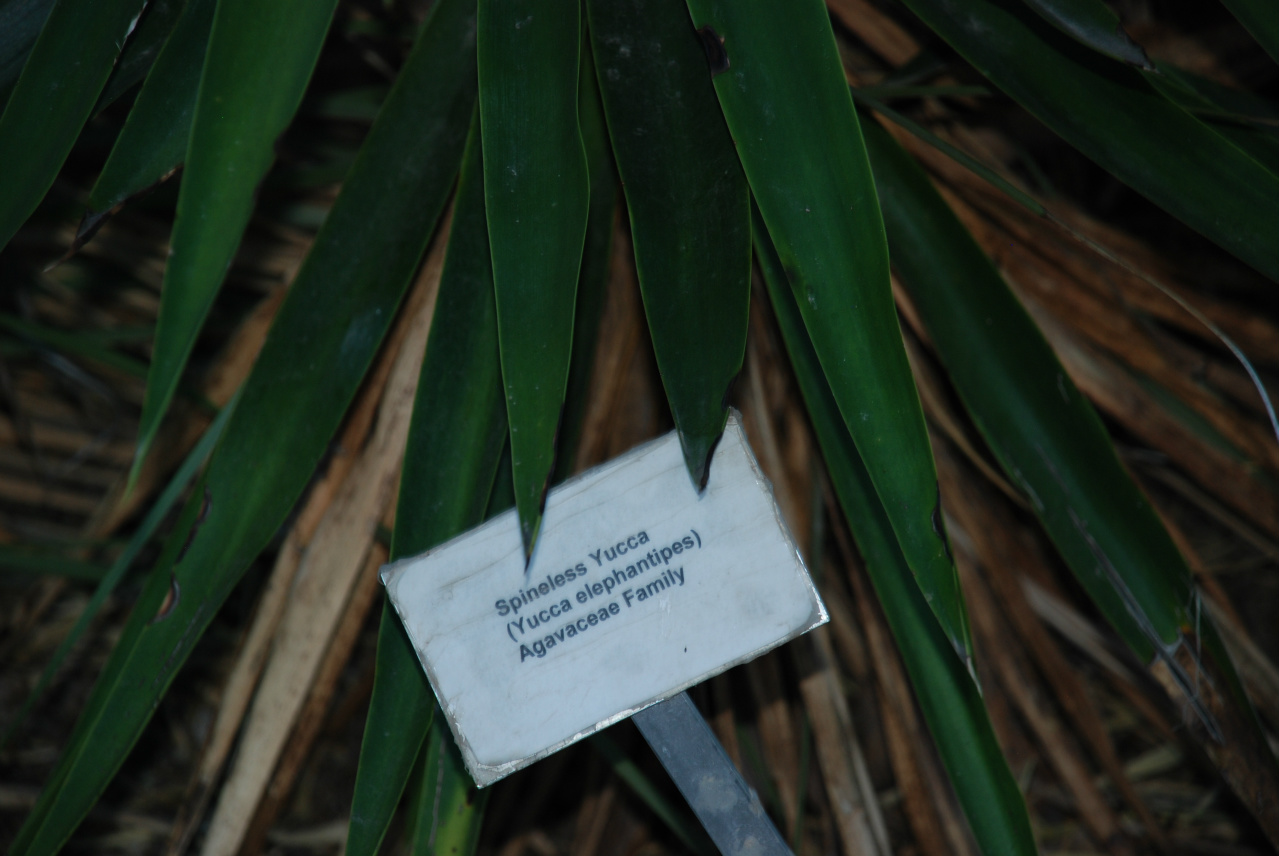 Spineless Yucca
(Yucca elephantipes)
Agavaceae Family